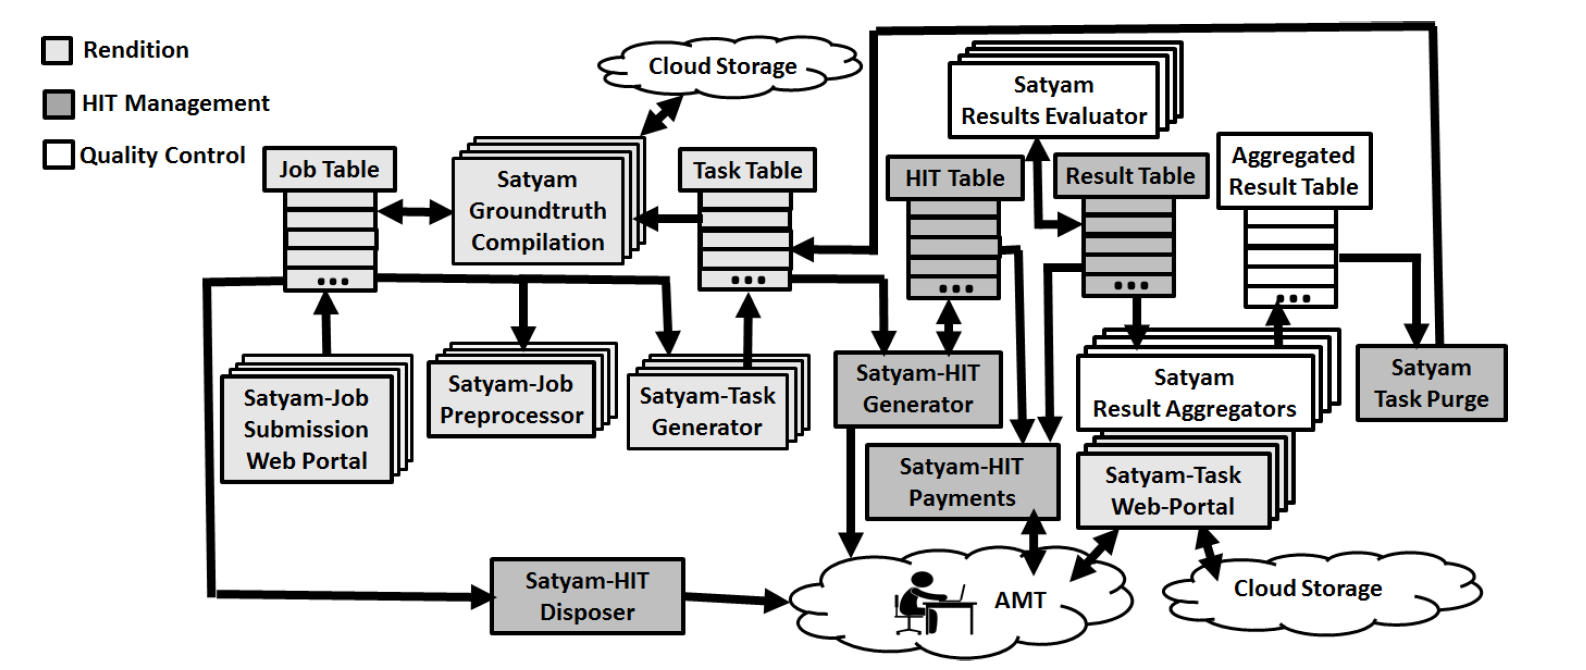 Rendition
HIT Management
Quality Control
Cloud Storage
Satyam
Results Evaluator
Job Table
Satyam
Groundtruth
Compilation
Task Table
HIT Table
Result Table
Aggregated
Result Table
Satyam-Job
Submission
Web Portal
Satyam-Job
Preprocessor
Satyam-Task
Generator
Satyam-HIT
Generator
Satyam
Result Aggregators
Satyam
Task Purge
Satyam-HIT
Payments
Satyam-Task
Web-Portal
Satyam-HIT
Disposer
AMT
Cloud Storage